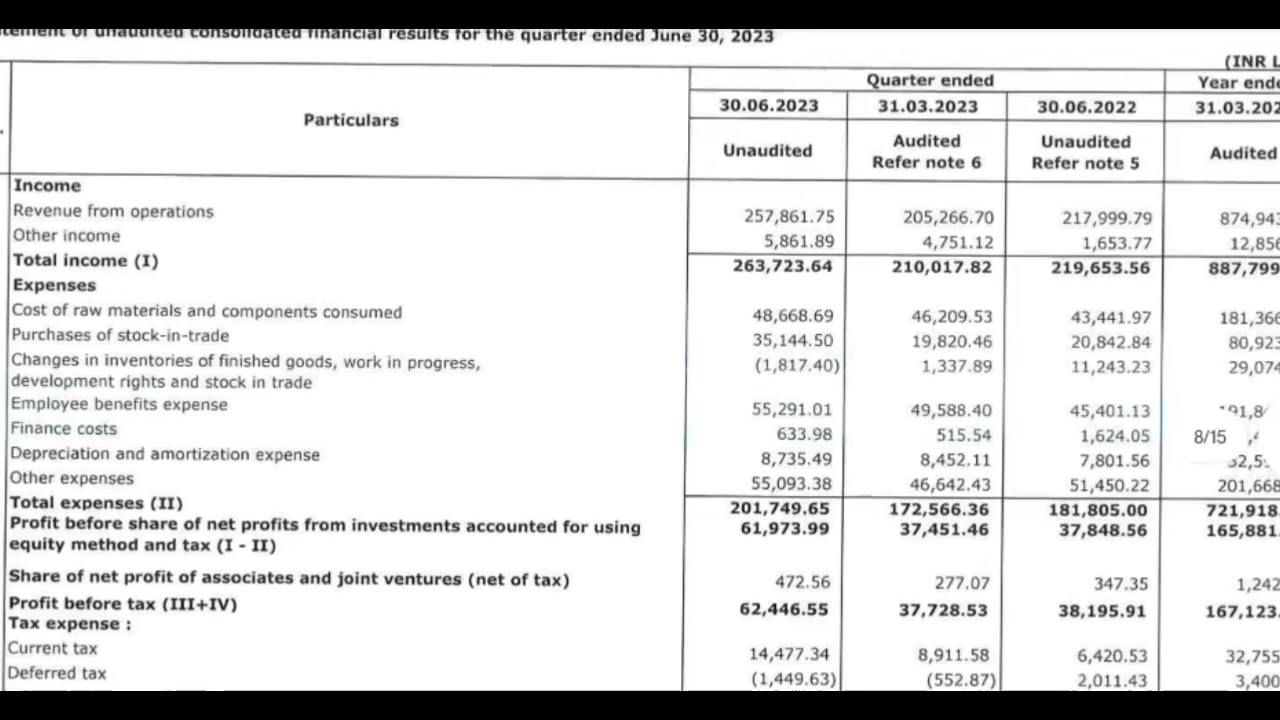 tement of unaudited consolidated financial results for the quarter ended June 30, 2023
(INR L
Particulars Quarter ended Year ende
30.06.2023 31.03.2023 30.06.2022 31.03.202
Unaudited Audited Refer note 6 Unaudited Refer note 5 Audited
Income
Revenue from operations 257,861.75 205,266.70 217,999.79 874,943
Other income 5,861.89 4,751.12 1,653.77 12,856
Total income (I) 263,723.64 210,017.82 219,653.56 887,799
Expenses
Cost of raw materials and components consumed 48,668.69 46,209.53 43,441.97 181,366
Purchases of stock-in-trade 35,144.50 19,820.46 20,842.84 80,923
Changes in inventories of finished goods, work in progress, (1,817.40) 1,337.89 11,243.23 29,074
development rights and stock in trade
Employee benefits expense 55,291.01 49,588.40 45,401.13
Finance costs 633.98 515.54 1,624.05 8/15
Depreciation and amortization expense 8,735.49 8,452.11 7,801.56
Other expenses 55,093.38 46,642.43 51,450.22 201,668
Total expenses (II) 201,749.65 172,566.36 181,805.00 721,918.
Profit before share of net profits from investments accounted for using 61,973.99 37,451.46 37,848.56 165,881.
equity method and tax (I - II)
Share of net profit of associates and joint ventures (net of tax) 472.56 277.07 347.35 1,242
Profit before tax (III+IV) 62,446.55 37,728.53 38,195.91 167,123.
Tax expense :
Current tax 14,477.34 8,911.58 6,420.53 32,755
Deferred tax (1,449.63) (552.87) 2,011.43 3,400